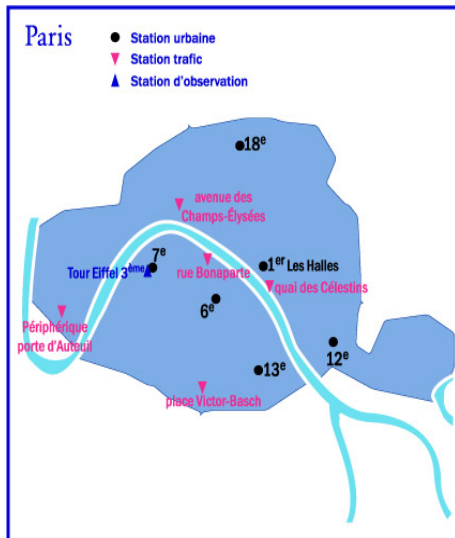 Paris
Station urbaine
Station trafic
Station d'observation
18e
avenue des
Champs-Élysées
7e
Tour Eiffel 3ème
rue Bonaparte
1er Les Halles
quai des Célestins
6e
Périphérique
porte d'Auteuil
12e
13e
place Victor-Basch